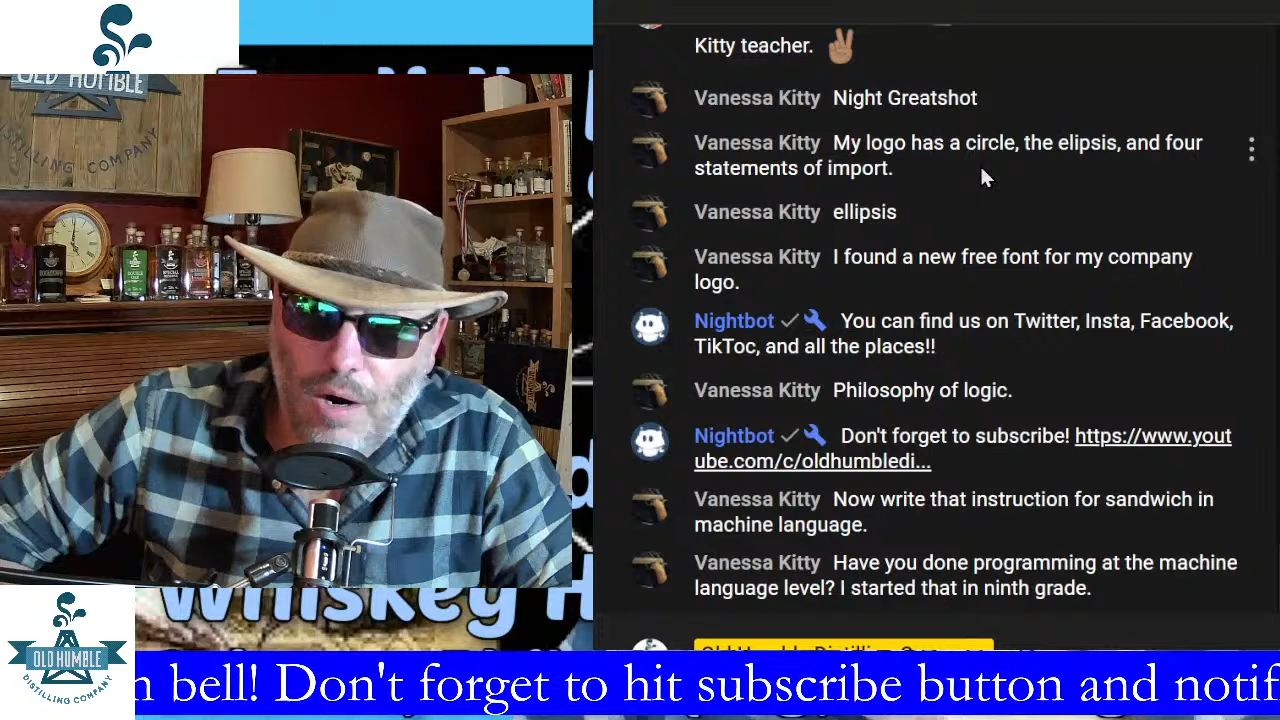 OLD HUMBLE
DISTILLING COMPANY
Kitty teacher. ✌🏽
Vanessa Kitty Night Greatshot
Vanessa Kitty My logo has a circle, the elipsis, and four
statements of import.
Vanessa Kitty ellipsis
Vanessa Kitty I found a new free font for my company
logo.
Nightbot You can find us on Twitter, Insta, Facebook,
TikToc, and all the places!!
Vanessa Kitty Philosophy of logic.
Nightbot Don't forget to subscribe! https://www.yout
ube.com/c/oldhumbledi...
Vanessa Kitty Now write that instruction for sandwich in
machine language.
Vanessa Kitty Have you done programming at the machine
language level? I started that in ninth grade.
Whiskey
OLD HUMBLE
DISTILLING COMPANY
bell! Don't forget to hit subscribe button and notif